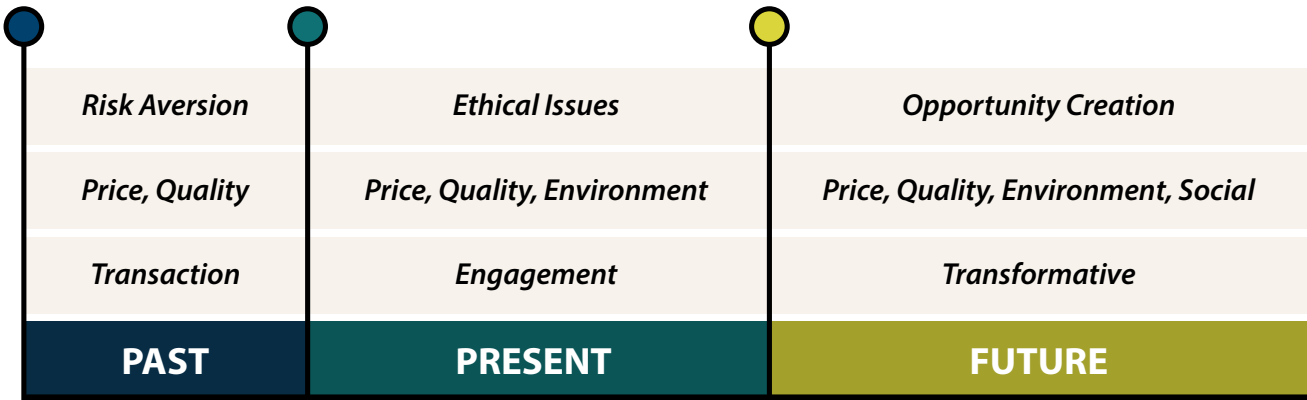 Risk Aversion
Ethical Issues
Opportunity Creation
Price, Quality
Price, Quality, Environment
Price, Quality, Environment, Social
Transaction
Engagement
Transformative
PAST
PRESENT
FUTURE